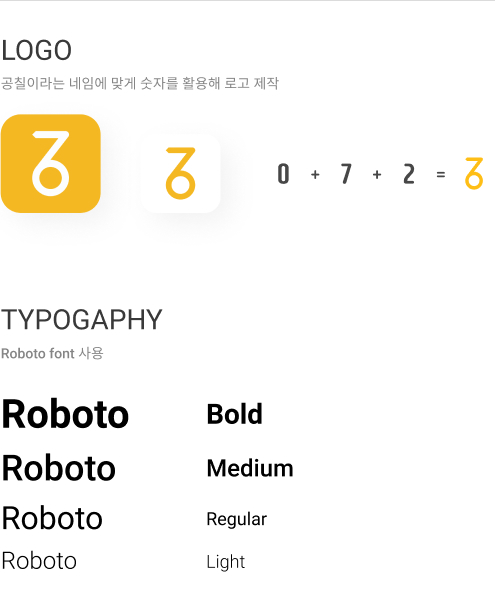 LOGO
공칠이라는 네임에 맞게 숫자를 활용해 로고 제작
0 + 7 + 2 =
TYPOGAPHY
Roboto font 사용
Roboto Bold
Roboto Medium
Roboto Regular
Roboto Light